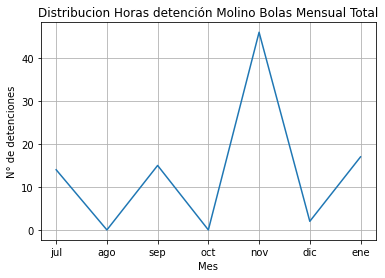 Distribucion Horas detención Molino Bolas Mensual Total
N° de detenciones
40
30
20
10
0
jul ago sep oct nov dic ene
Mes